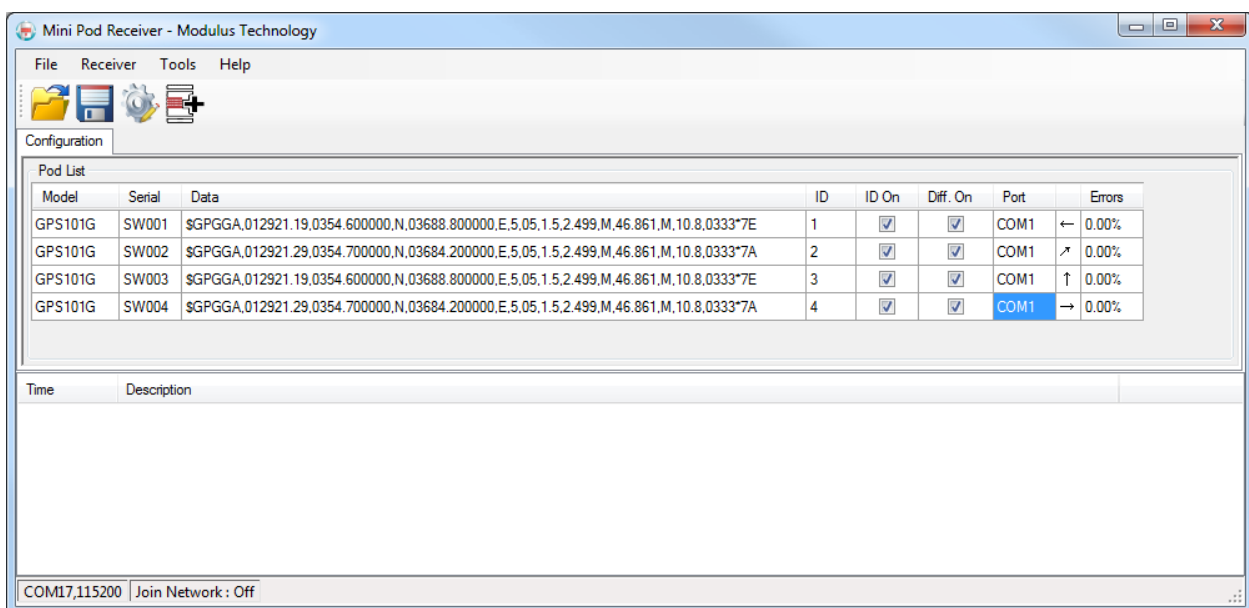 Mini Pod Receiver - Modulus Technology
File Receiver Tools Help
Configuration
Pod List
Model Serial Data ID ID On Diff. On Port Errors
GPS101G SW001 $GPGGA,012921.19,0354.600000,N,03688.800000,E,5,05,1.5,2.499,M,46.861,M,10.8,0333*7E 1 COM1 ← 0.00%
GPS101G SW002 $GPGGA,012921.29,0354.700000,N,03684.200000,E,5,05,1.5,2.499,M,46.861,M,10.8,0333*7A 2 COM1 ↗ 0.00%
GPS101G SW003 $GPGGA,012921.19,0354.600000,N,03688.800000,E,5,05,1.5,2.499,M,46.861,M,10.8,0333*7E 3 COM1 ↑ 0.00%
GPS101G SW004 $GPGGA,012921.29,0354.700000,N,03684.200000,E,5,05,1.5,2.499,M,46.861,M,10.8,0333*7A 4 COM1 → 0.00%
Time Description
COM17,115200 Join Network : Off